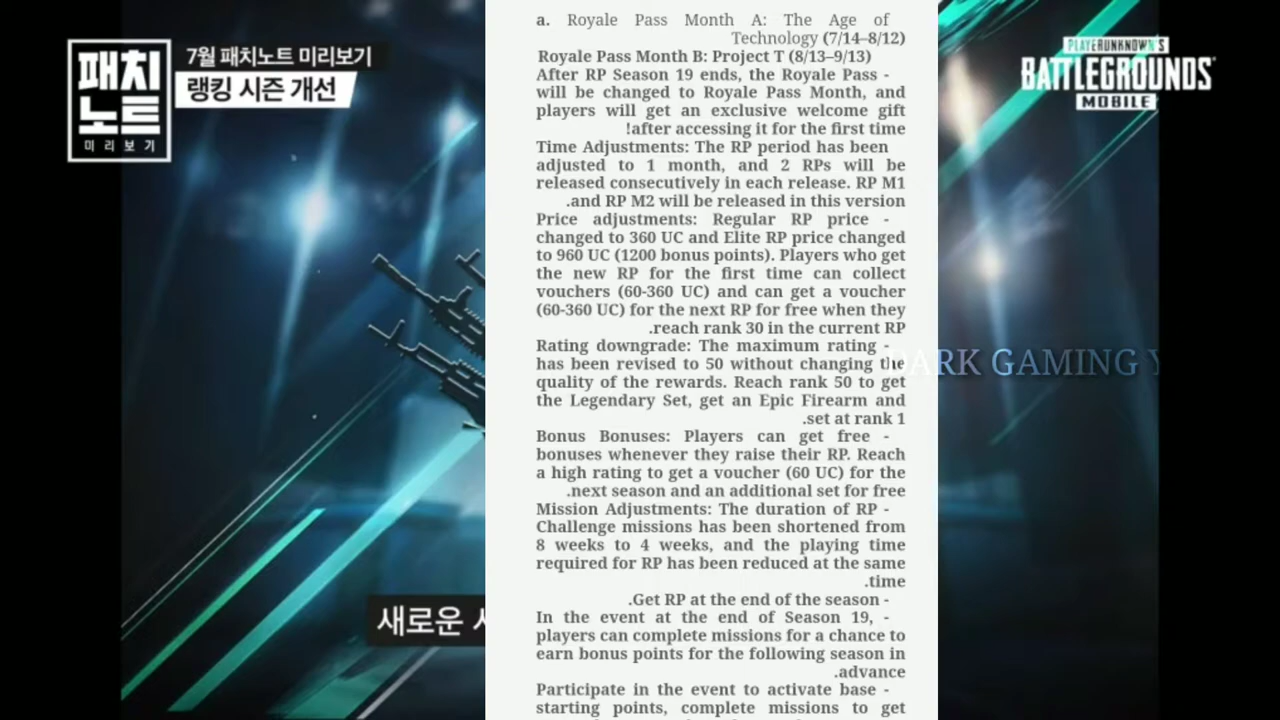 패치
노트
미리보기
7월 패치노트 미리보기
랭킹 시즌 개선
PLAYERUNKNOWN'S
BATTLEGROUNDS
MOBILE
a. Royale Pass Month A: The Age of
Technology (7/14–8/12)
Royale Pass Month B: Project T (8/13–9/13)
After RP Season 19 ends, the Royale Pass -
will be changed to Royale Pass Month, and
players will get an exclusive welcome gift
!after accessing it for the first time
Time Adjustments: The RP period has been
adjusted to 1 month, and 2 RPs will be
released consecutively in each release. RP M1
.and RP M2 will be released in this version
Price adjustments: Regular RP price -
changed to 360 UC and Elite RP price changed
to 960 UC (1200 bonus points). Players who get
the new RP for the first time can collect
vouchers (60-360 UC) and can get a voucher
(60-360 UC) for the next RP for free when they
.reach rank 30 in the current RP
Rating downgrade: The maximum rating -
has been revised to 50 without changing the
quality of the rewards. Reach rank 50 to get
the Legendary Set, get an Epic Firearm and
.set at rank 1
Bonus Bonuses: Players can get free -
bonuses whenever they raise their RP. Reach
a high rating to get a voucher (60 UC) for the
.next season and an additional set for free
Mission Adjustments: The duration of RP -
Challenge missions has been shortened from
8 weeks to 4 weeks, and the playing time
required for RP has been reduced at the same
.time
.Get RP at the end of the season -
In the event at the end of Season 19, -
players can complete missions for a chance to
earn bonus points for the following season in
.advance
Participate in the event to activate base -
starting points, complete missions to get
DARK GAMING Y
새로운